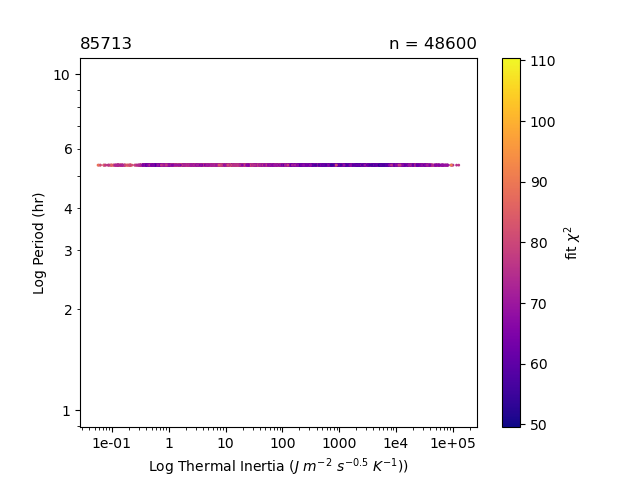 85713 n = 48600
10
6
4
3
2
1
Log Period (hr)
1e-01 1 10 100 1000 1e4 1e+05
Log Thermal Inertia (J m⁻² s⁻⁰·⁵ K⁻¹))
110
100
90
80
70
60
50
fit χ²